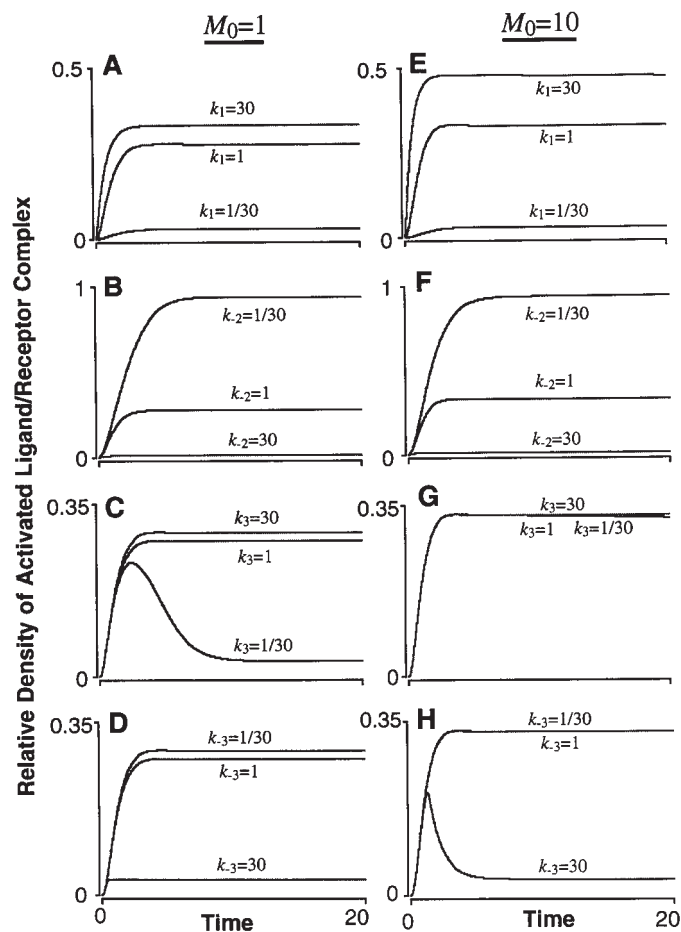 M0=1
M0=10
Relative Density of Activated Ligand/Receptor Complex
A
0.5
0
k1=30
k1=1
k1=1/30
E
0.5
0
k1=30
k1=1
k1=1/30
B
1
0
k-2=1/30
k-2=1
k-2=30
F
1
0
k-2=1/30
k-2=1
k-2=30
C
0.35
0
k3=30
k3=1
k3=1/30
G
0.35
0
k3=30
k3=1 k3=1/30
D
0.35
0
k-3=1/30
k-3=1
k-3=30
0 Time 20
H
0.35
0
k-3=1/30
k-3=1
k-3=30
0 Time 20